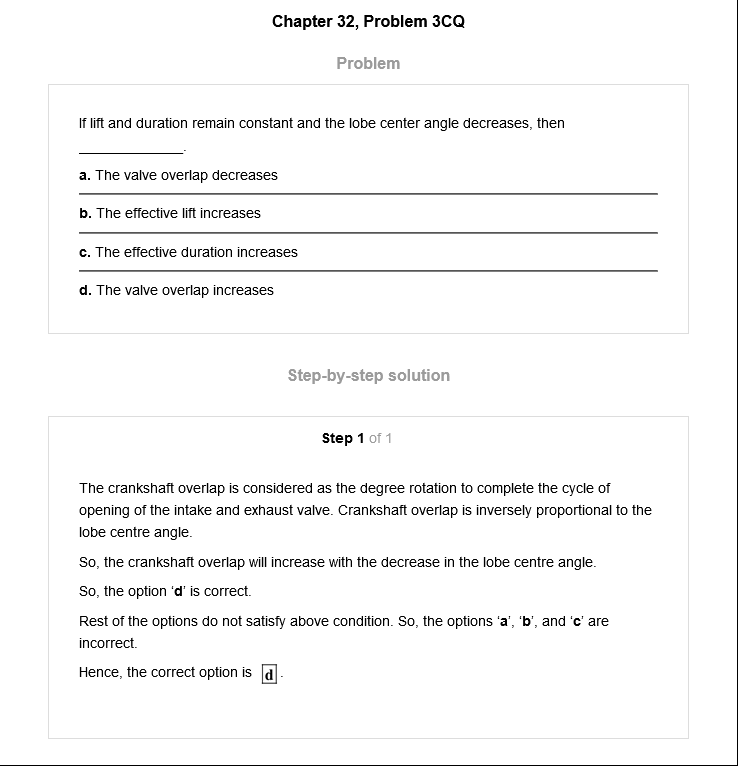 Chapter 32, Problem 3CQ
Problem
If lift and duration remain constant and the lobe center angle decreases, then
______________.
a. The valve overlap decreases
b. The effective lift increases
c. The effective duration increases
d. The valve overlap increases
Step-by-step solution
Step 1 of 1
The crankshaft overlap is considered as the degree rotation to complete the cycle of
opening of the intake and exhaust valve. Crankshaft overlap is inversely proportional to the
lobe centre angle.
So, the crankshaft overlap will increase with the decrease in the lobe centre angle.
So, the option ‘d’ is correct.
Rest of the options do not satisfy above condition. So, the options ‘a’, ‘b’, and ‘c’ are
incorrect.
Hence, the correct option is d.